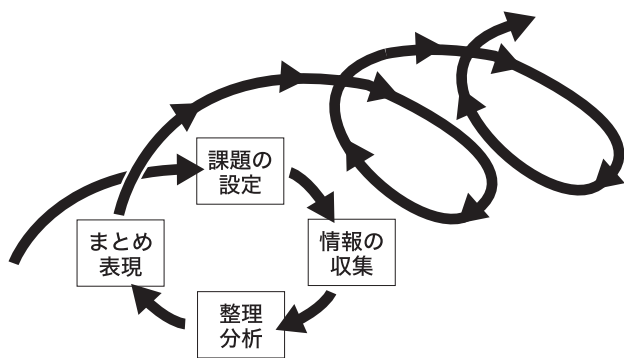 課題の
設定
情報の
収集
整理
分析
まとめ
表現